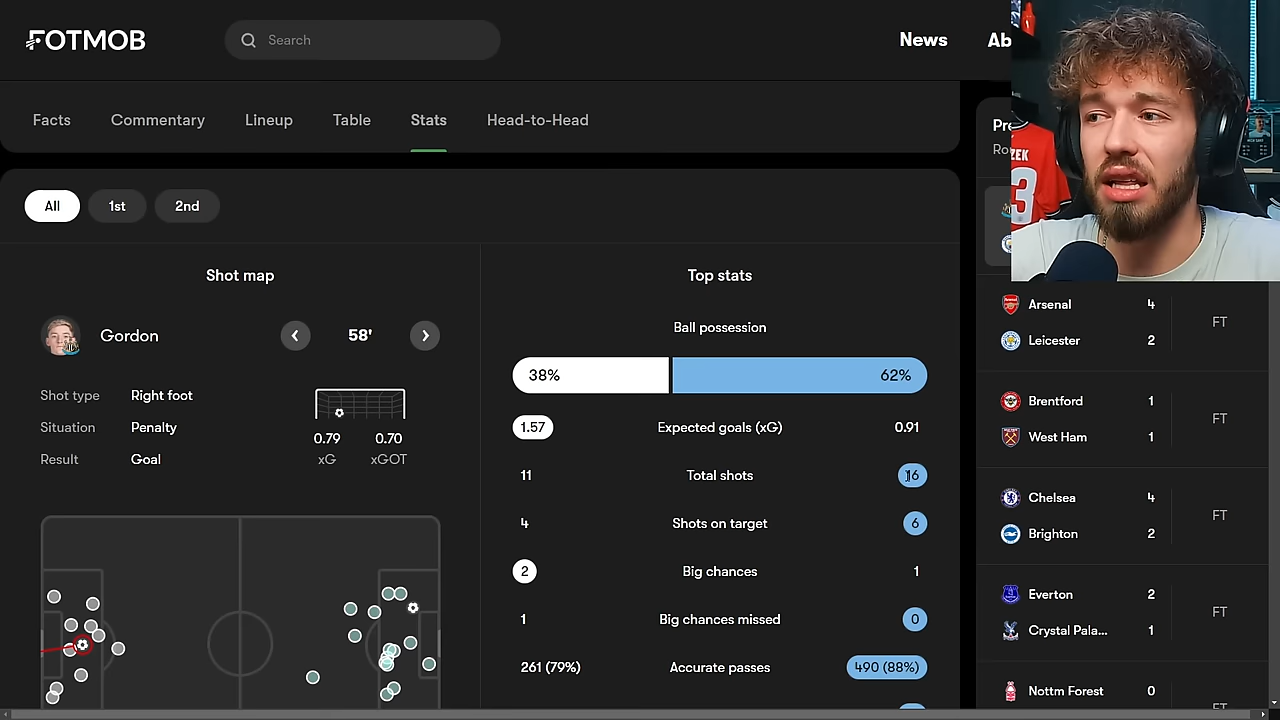 FOTMOB
Search
News
Ab
Facts
Commentary
Lineup
Table
Stats
Head-to-Head
Pre
Ro
ZEK
3
All
1st
2nd
Shot map
Gordon
58'
Shot type
Right foot
Situation
Penalty
Result
Goal
0.79
xG
0.70
xGOT
Top stats
Ball possession
38%
62%
1.57
Expected goals (xG)
0.91
11
Total shots
16
4
Shots on target
6
2
Big chances
1
1
Big chances missed
0
261 (79%)
Accurate passes
490 (88%)
Arsenal
4
Leicester
2
FT
Brentford
1
West Ham
1
FT
Chelsea
4
Brighton
2
FT
Everton
2
Crystal Pala...
1
FT
Nottm Forest
0
FT